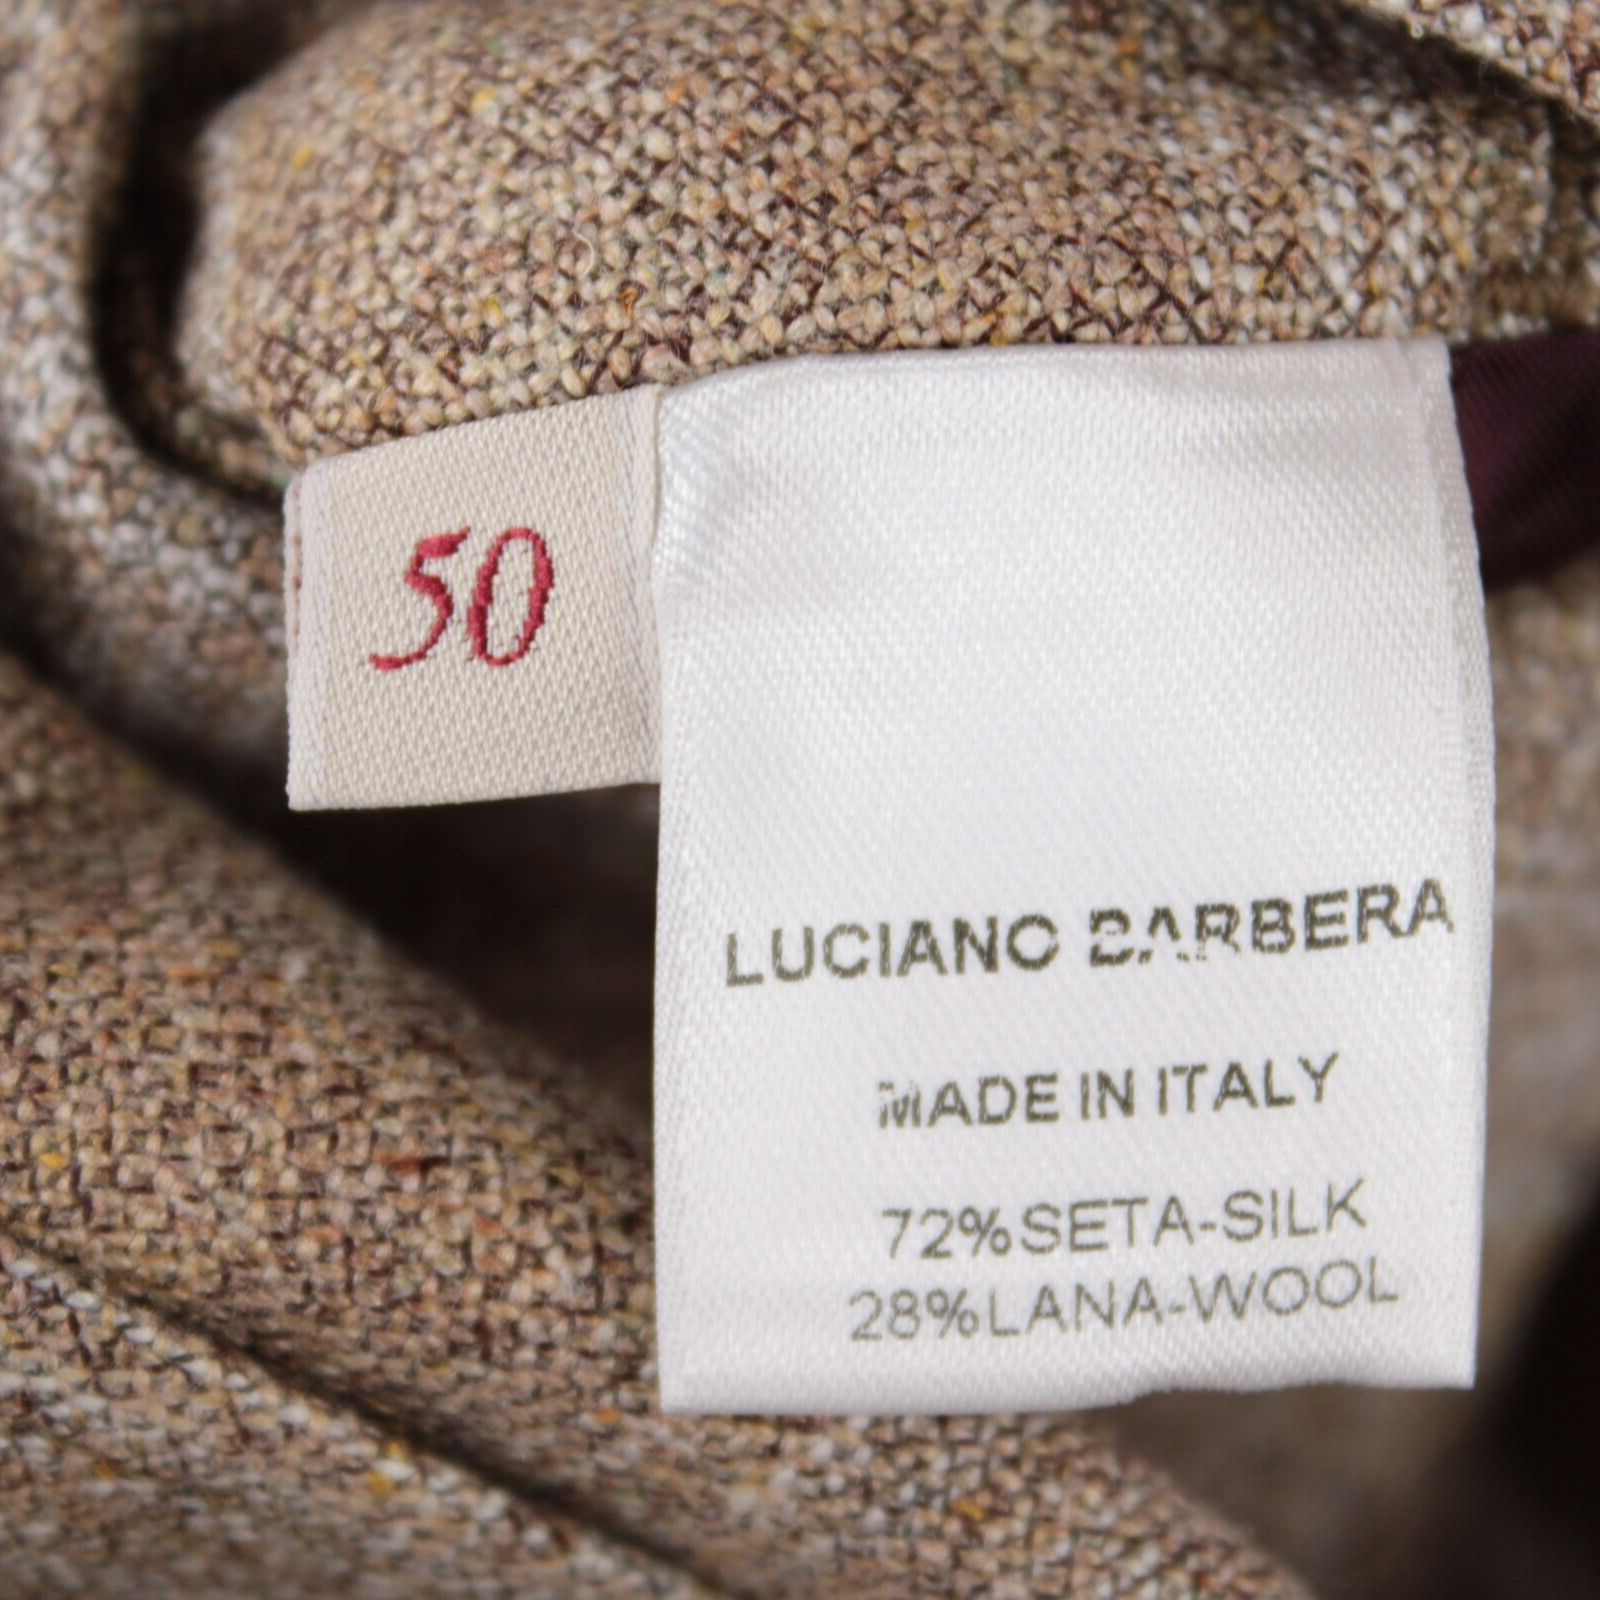 50
LUCIANO BARBERA
MADE IN ITALY
72%SETA-SILK
28%LANA-WOOL